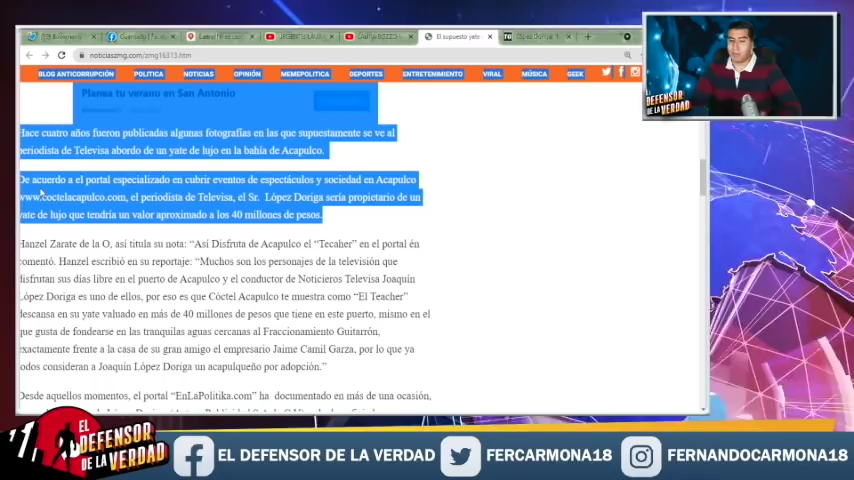 El supuesto yate
noticiaszmg.com/zmg16313.htm
BLOG ANTICORRUPCIÓN POLITICA NOTICIAS OPINIÓN MEMEPOLITICA DEPORTES ENTRETENIMIENTO VIRAL MÚSICA GEEK
Planea tu verano en San Antonio
Hace cuatro años fueron publicadas algunas fotografías en las que supuestamente se ve al
periodista de Televisa abordo de un yate de lujo en la bahía de Acapulco.
De acuerdo a el portal especializado en cubrir eventos de espectáculos y sociedad en Acapulco
www.coctelacapulco.com, el periodista de Televisa, el Sr. López Doriga sería propietario de un
yate de lujo que tendría un valor aproximado a los 40 millones de pesos.
Hanzel Zarate de la O, así titula su nota: “Así Disfruta de Acapulco el “Tecaher” en el portal én
comentó. Hanzel escribió en su reportaje: “Muchos son los personajes de la televisión que
disfrutan sus días libre en el puerto de Acapulco y el conductor de Noticieros Televisa Joaquín
López Doriga es uno de ellos, por eso es que Cóctel Acapulco te muestra como “El Teacher”
descansa en su yate valuado en más de 40 millones de pesos que tiene en este puerto, mismo en el
que gusta de fondearse en las tranquilas aguas cercanas al Fraccionamiento Guitarrón,
exactamente frente a la casa de su gran amigo el empresario Jaime Camil Garza, por lo que ya
todos consideran a Joaquín López Doriga un acapulqueño por adopción.”
Desde aquellos momentos, el portal “EnLaPolitika.com” ha documentado en más de una ocasión,
EL
DEFENSOR
DE LA
VERDAD
#1
EL
DEFENSOR
DE LA VERDAD
EL DEFENSOR DE LA VERDAD FERCARMONA18 FERNANDOCARMONA18